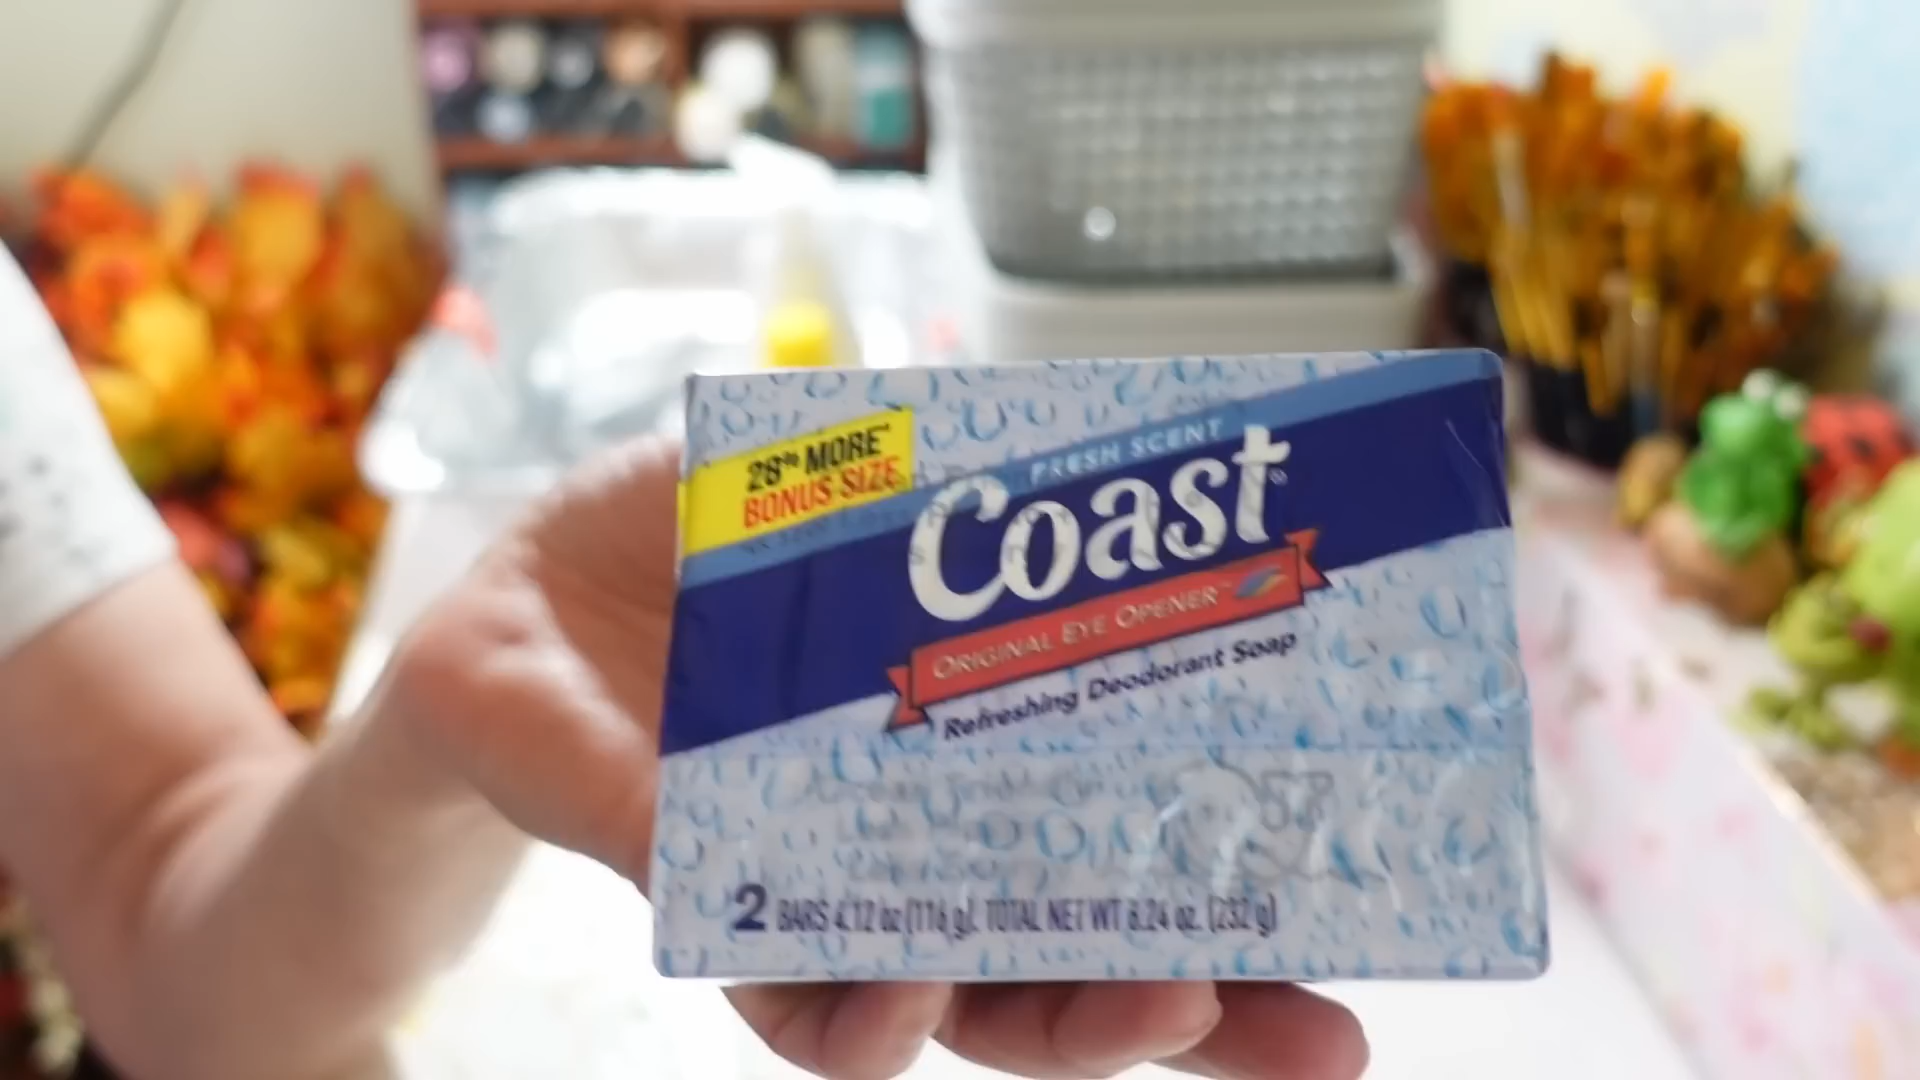 28% MORE*
BONUS SIZE
FRESH SCENT
Coast®
ORIGINAL EYE OPENER™
Refreshing Deodorant Soap
2 BARS 4.12 oz (116 g). TOTAL NET WT 8.24 oz. (232 g)